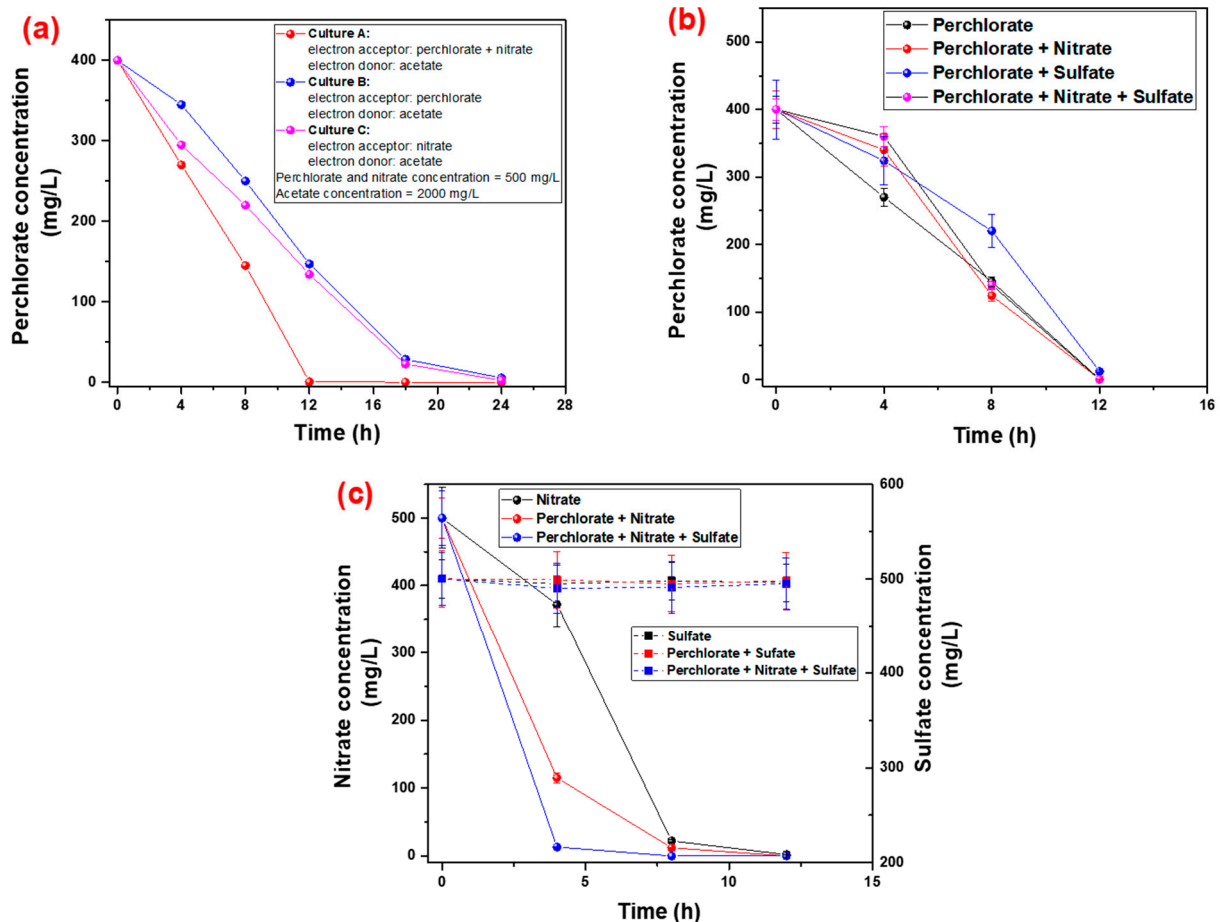 (a)
Perchlorate concentration
(mg/L)
400
300
200
100
0
Culture A:
electron acceptor: perchlorate + nitrate
electron donor: acetate
Culture B:
electron acceptor: perchlorate
electron donor: acetate
Culture C:
electron acceptor: nitrate
electron donor: acetate
Perchlorate and nitrate concentration = 500 mg/L
Acetate concentration = 2000 mg/L
0 4 8 12 16 20 24 28
Time (h)
(b)
Perchlorate concentration
(mg/L)
500
400
300
200
100
0
Perchlorate
Perchlorate + Nitrate
Perchlorate + Sulfate
Perchlorate + Nitrate + Sulfate
0 4 8 12 16
Time (h)
(c)
Nitrate concentration
(mg/L)
500
400
300
200
100
0
Nitrate
Perchlorate + Nitrate
Perchlorate + Nitrate + Sulfate
Sulfate
Perchlorate + Sufate
Perchlorate + Nitrate + Sulfate
600
500
400
300
200
Sulfate concentration
(mg/L)
0 5 10 15
Time (h)